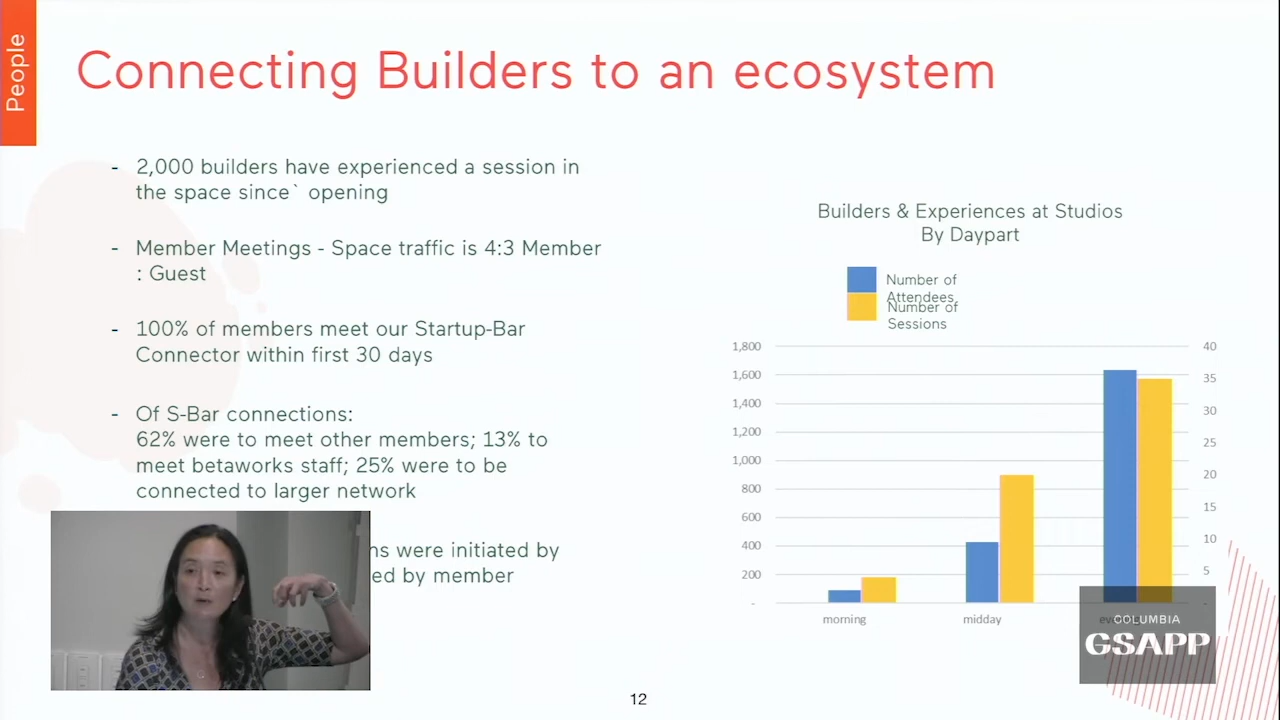 People
Connecting Builders to an ecosystem
- 2,000 builders have experienced a session in
the space since` opening
- Member Meetings - Space traffic is 4:3 Member
: Guest
- 100% of members meet our Startup-Bar
Connector within first 30 days
- Of S-Bar connections:
62% were to meet other members; 13% to
meet betaworks staff; 25% were to be
connected to larger network
were initiated by
by member
Builders & Experiences at Studios
By Daypart
Number of
Attendees
Number of
Sessions
1,800
1,600
1,400
1,200
1,000
800
600
400
200
-
40
35
30
25
20
15
10
5
morning
midday
COLUMBIA
GSAPP
12